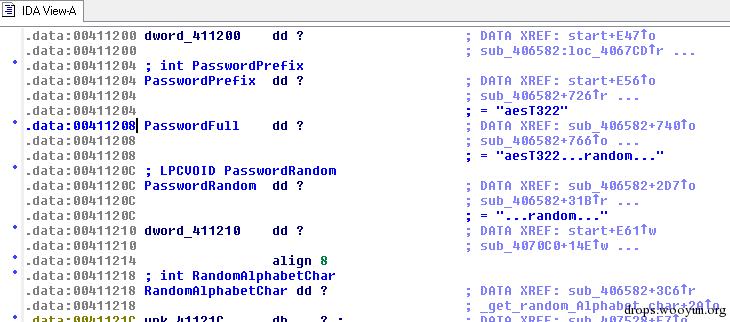 IDA View-A
.data:00411200 dword_411200 dd ? ; DATA XREF: start+E47↑o
.data:00411200 ; sub_406582:loc_4067CD↑r ...
.data:00411204 ; int PasswordPrefix
.data:00411204 PasswordPrefix dd ? ; DATA XREF: start+E56↑o
.data:00411204 ; sub_406582+726↑r ...
.data:00411204 ; = "aesT322"
.data:00411208 PasswordFull dd ? ; DATA XREF: sub_406582+740↑o
.data:00411208 ; sub_406582+766↑o ...
.data:00411208 ; = "aesT322...random..."
.data:0041120C ; LPCVOID PasswordRandom
.data:0041120C PasswordRandom dd ? ; DATA XREF: sub_406582+2D7↑o
.data:0041120C ; sub_406582+31B↑r ...
.data:0041120C ; = "...random..."
.data:00411210 dword_411210 dd ? ; DATA XREF: start+E61↑w
.data:00411210 ; sub_4070C0+14E↑w ...
.data:00411214 align 8
.data:00411218 ; int RandomAlphabetChar
.data:00411218 RandomAlphabetChar dd ? ; DATA XREF: sub_406582+3C6↑r
.data:00411218 ; _get_random_Alphabet_char+2A↑o
drops.wooyun.org
.data:0041121C unk_41121C db ? ; ; DATA XREF: sub_407528+E7↑o